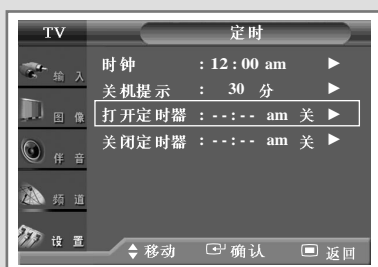 TV 定时
输入 时钟 : 12 : 00 am ▶
关机提示 : 30 分 ▶
图像 打开定时器 : - - : - - am 关 ▶
伴音 关闭定时器 : - - : - - am 关 ▶
频道
设置
移动 确认 返回